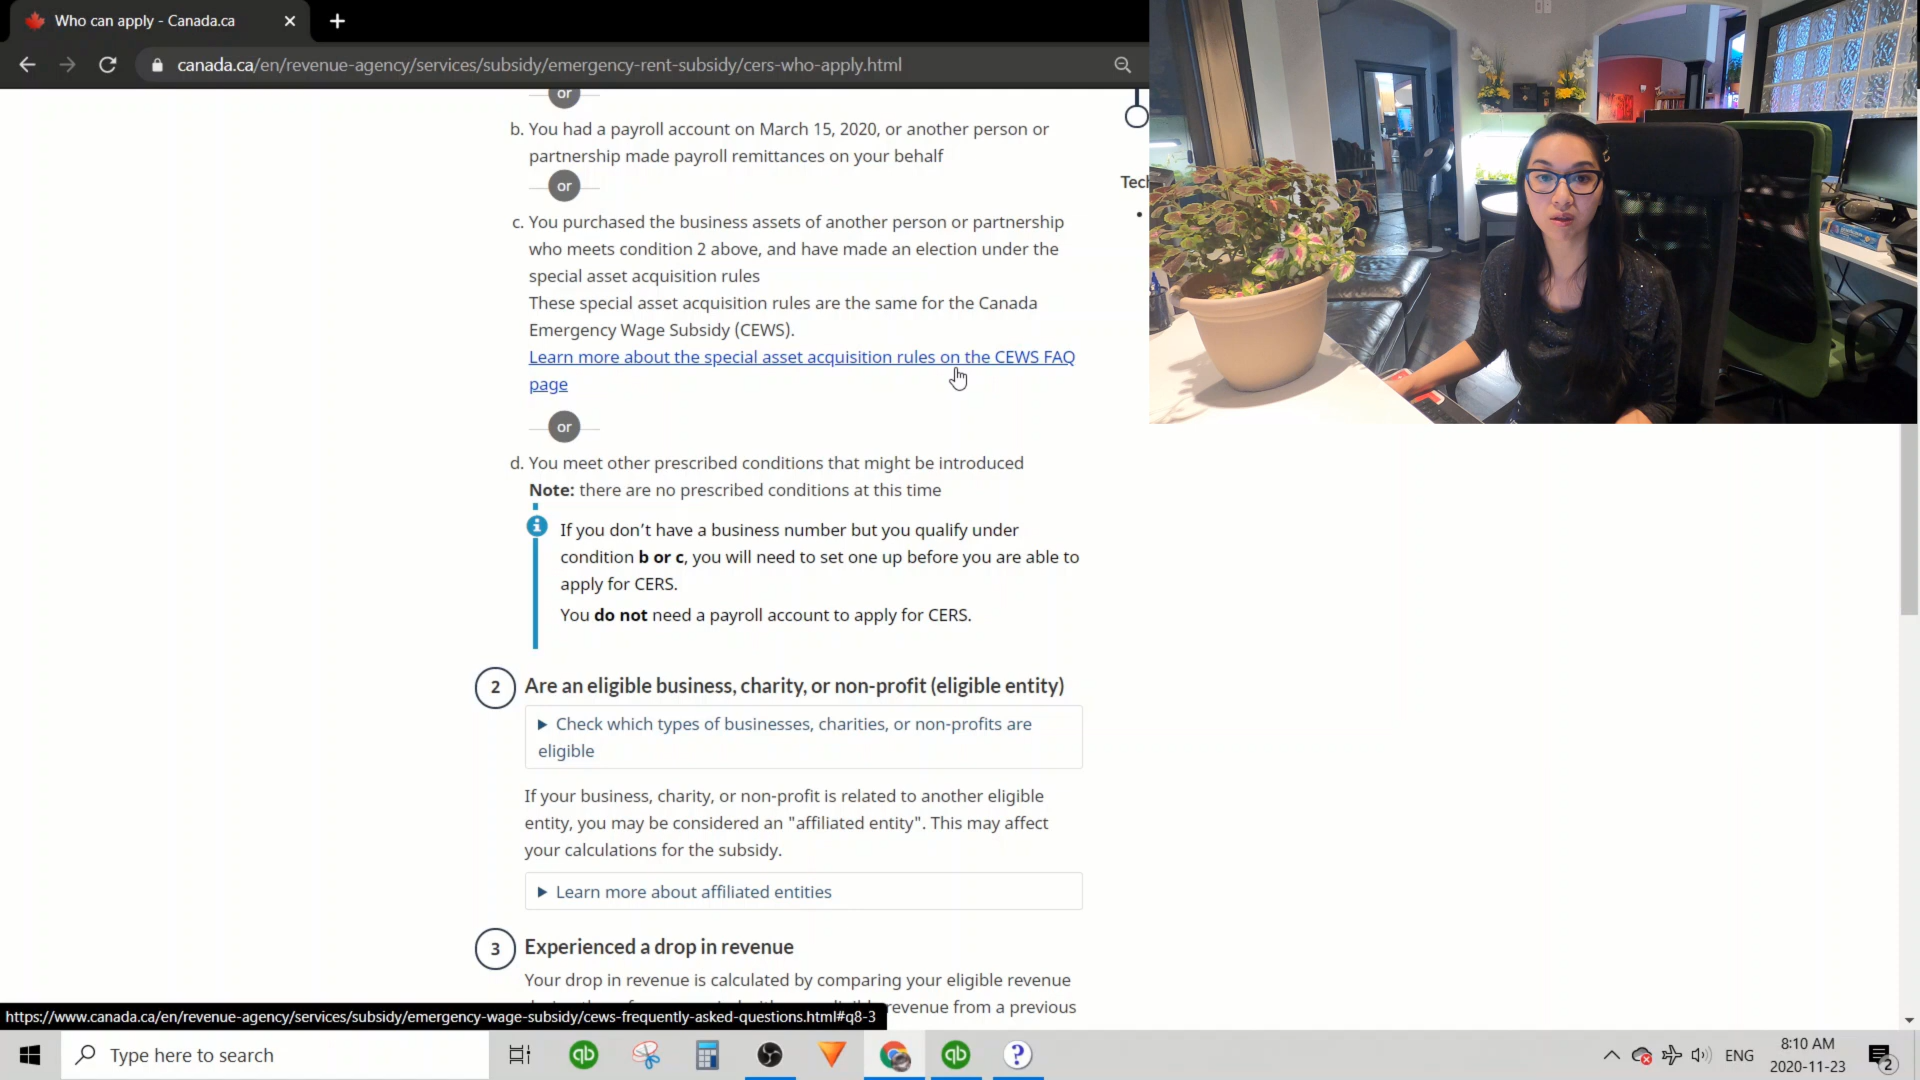 Who can apply - Canada.ca
canada.ca/en/revenue-agency/services/subsidy/emergency-rent-subsidy/cers-who-apply.html
or
b. You had a payroll account on March 15, 2020, or another person or
partnership made payroll remittances on your behalf
or
c. You purchased the business assets of another person or partnership
who meets condition 2 above, and have made an election under the
special asset acquisition rules
These special asset acquisition rules are the same for the Canada
Emergency Wage Subsidy (CEWS).
Learn more about the special asset acquisition rules on the CEWS FAQ
page
or
d. You meet other prescribed conditions that might be introduced
Note: there are no prescribed conditions at this time
If you don't have a business number but you qualify under
condition b or c, you will need to set one up before you are able to
apply for CERS.
You do not need a payroll account to apply for CERS.
2 Are an eligible business, charity, or non-profit (eligible entity)
Check which types of businesses, charities, or non-profits are
eligible
If your business, charity, or non-profit is related to another eligible
entity, you may be considered an "affiliated entity". This may affect
your calculations for the subsidy.
Learn more about affiliated entities
3 Experienced a drop in revenue
Your drop in revenue is calculated by comparing your eligible revenue
revenue from a previous
https://www.canada.ca/en/revenue-agency/services/subsidy/emergency-wage-subsidy/cews-frequently-asked-questions.html#q8-3
Type here to search
qb
qb
?
ENG
8:10 AM
2020-11-23
2